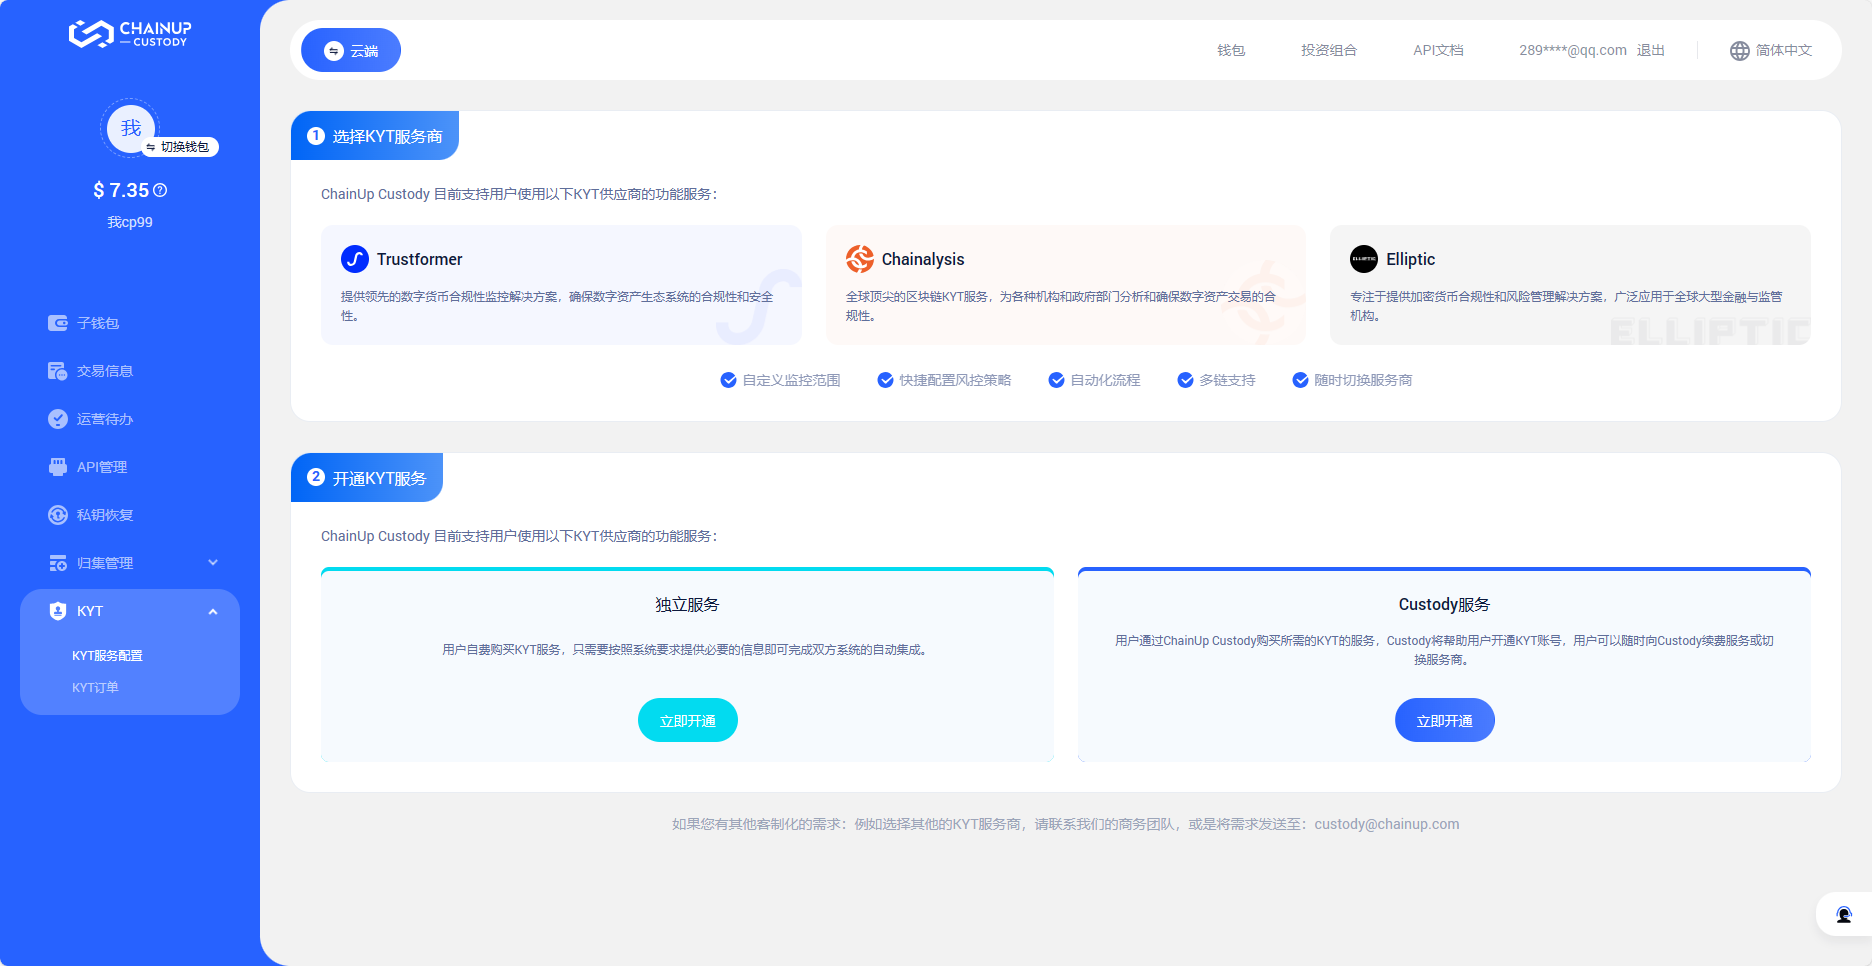 CHAINUP
CUSTODY
我
切换钱包
$ 7.35
我cp99
子钱包
交易信息
运营待办
API管理
私钥恢复
归集管理
KYT
KYT服务配置
KYT订单
云端
钱包
投资组合
API文档
289****@qq.com 退出
简体中文
1 选择KYT服务商
ChainUp Custody 目前支持用户使用以下KYT供应商的功能服务：
Trustformer
提供领先的数字货币合规性监控解决方案，确保数字资产生态系统的合规性和安全
性。
Chainalysis
全球顶尖的区块链KYT服务，为各种机构和政府部门分析和确保数字资产交易的合
规性。
ELLIPTIC
Elliptic
专注于提供加密货币合规性和风险管理解决方案，广泛应用于全球大型金融与监管
机构。
ELLIPTIC
自定义监控范围
快捷配置风控策略
自动化流程
多链支持
随时切换服务商
2 开通KYT服务
ChainUp Custody 目前支持用户使用以下KYT供应商的功能服务：
独立服务
用户自费购买KYT服务，只需要按照系统要求提供必要的信息即可完成双方系统的自动集成。
立即开通
Custody服务
用户通过ChainUp Custody购买所需的KYT的服务，Custody将帮助用户开通KYT账号，用户可以随时向Custody续费服务或切
换服务商。
立即开通
如果您有其他客制化的需求：例如选择其他的KYT服务商，请联系我们的商务团队，或是将需求发送至：custody@chainup.com